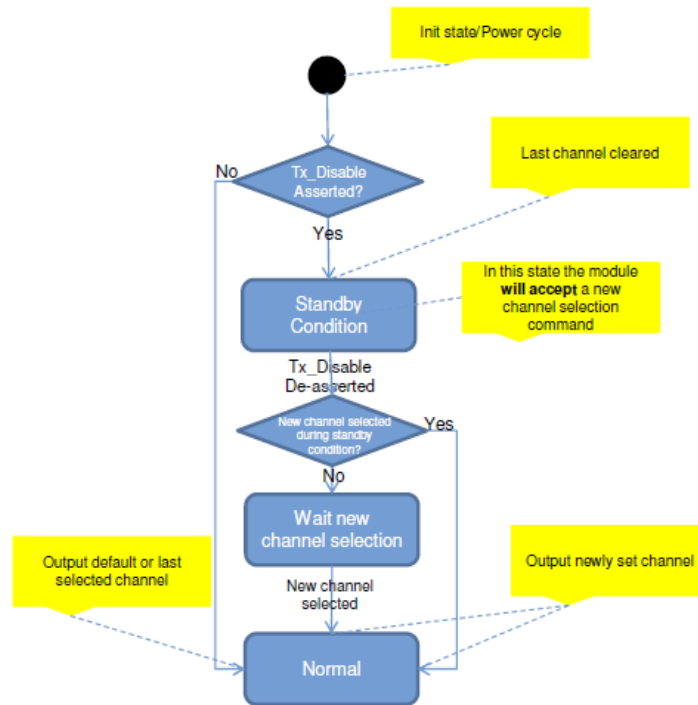 Init state/Power cycle
Tx_Disable
Asserted?
No
Last channel cleared
Yes
Standby
Condition
In this state the module
will accept a new
channel selection
command
Tx_Disable
De-asserted
New channel selected
during standby
condition?
Yes
No
Wait new
channel selection
Output default or last
selected channel
Output newly set channel
New channel
selected
Normal